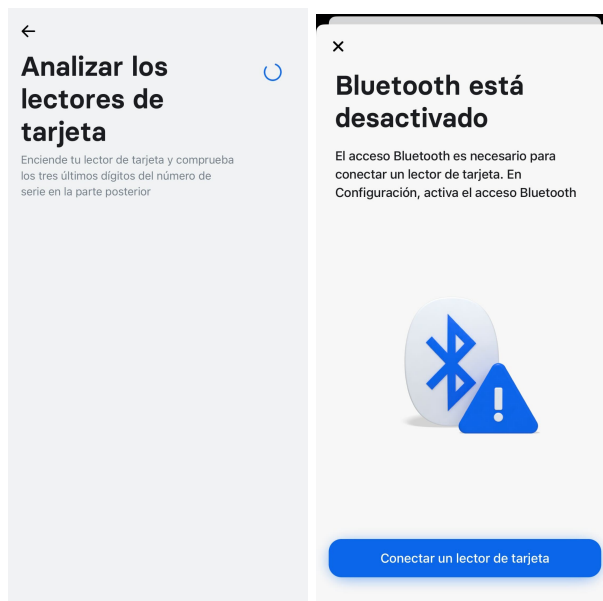 Analizar los
lectores de
tarjeta
Enciende tu lector de tarjeta y comprueba
los tres últimos dígitos del número de
serie en la parte posterior
Bluetooth está
desactivado
El acceso Bluetooth es necesario para
conectar un lector de tarjeta. En
Configuración, activa el acceso Bluetooth
Conectar un lector de tarjeta